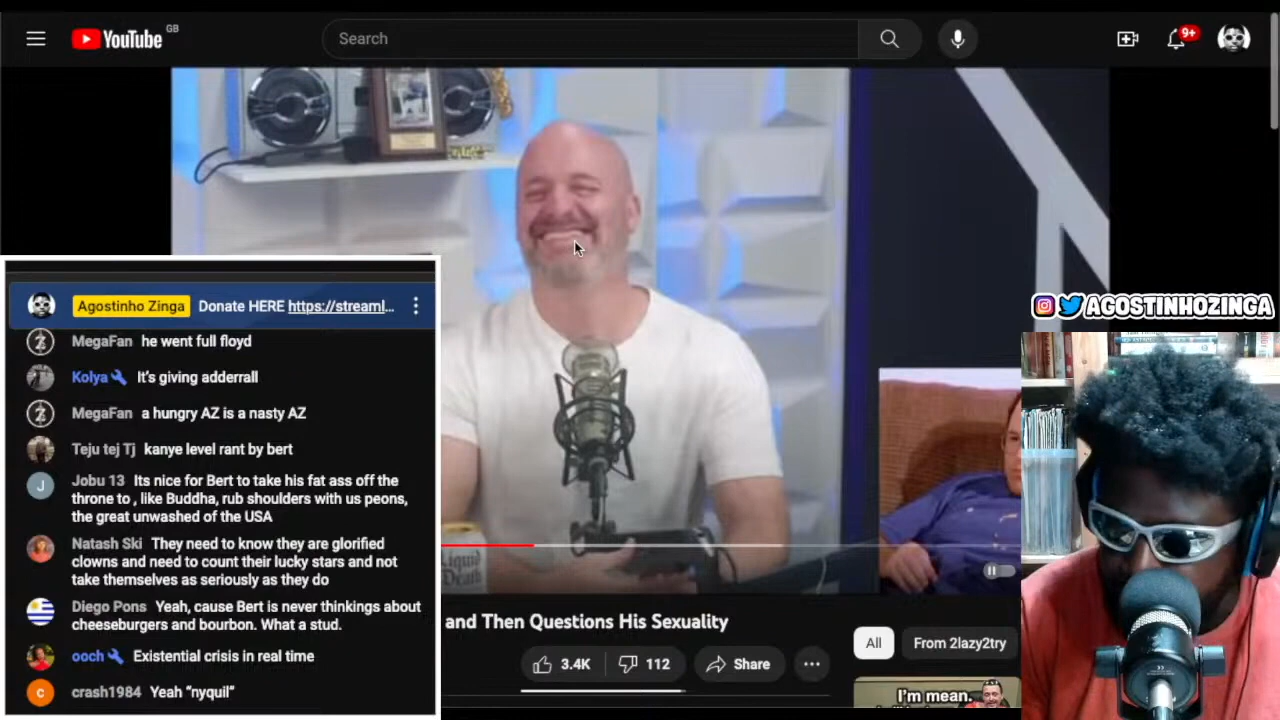 YouTube GB
Search
9+
Agostinho Zinga Donate HERE https://streaml...
MegaFan he went full floyd
Kolya It's giving adderrall
MegaFan a hungry AZ is a nasty AZ
Teju tej Tj kanye level rant by bert
Jobu 13 Its nice for Bert to take his fat ass off the
throne to , like Buddha, rub shoulders with us peons,
the great unwashed of the USA
Natash Ski They need to know they are glorified
clowns and need to count their lucky stars and not
take themselves as seriously as they do
Diego Pons Yeah, cause Bert is never thinkings about
cheeseburgers and bourbon. What a stud.
ooch Existential crisis in real time
crash1984 Yeah "nyquil"
Liquid
Death
AGOSTINHOZINGA
and Then Questions His Sexuality
3.4K 112 Share
All From 2lazy2try
I'm mean.